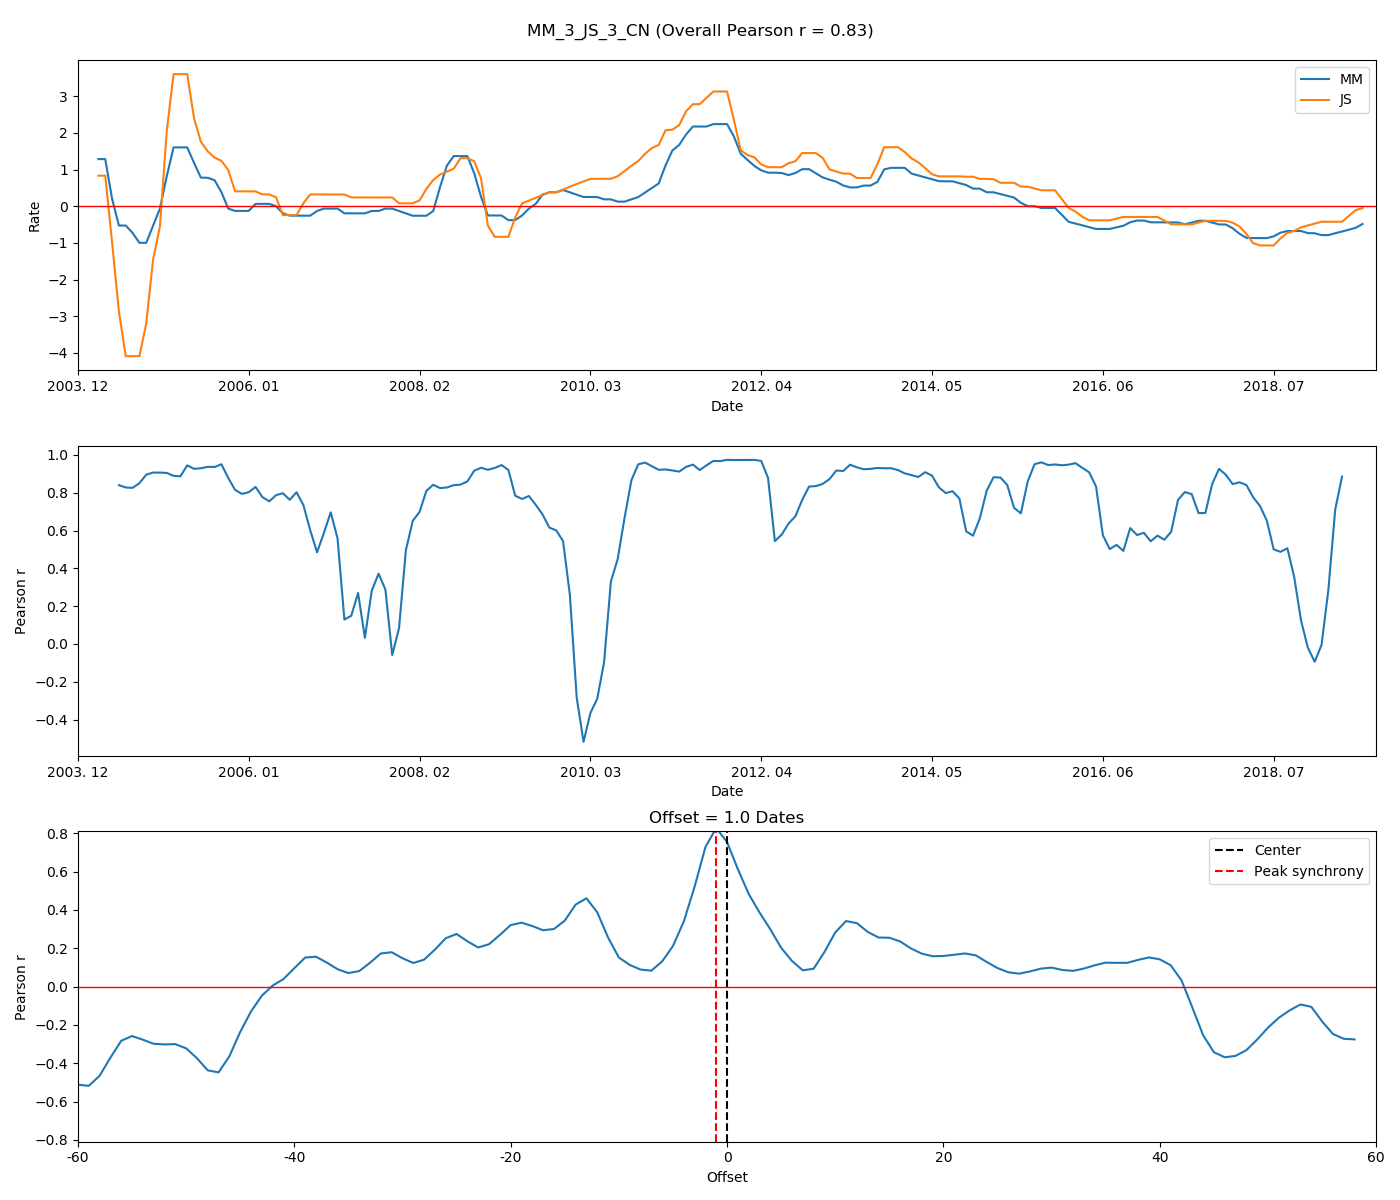 MM_3_JS_3_CN (Overall Pearson r = 0.83)
MM
JS
3
2
1
0
−1
−2
−3
−4
Rate
2003. 12 2006. 01 2008. 02 2010. 03 2012. 04 2014. 05 2016. 06 2018. 07
Date
1.0
0.8
0.6
0.4
0.2
0.0
−0.2
−0.4
Pearson r
2003. 12 2006. 01 2008. 02 2010. 03 2012. 04 2014. 05 2016. 06 2018. 07
Date
Offset = 1.0 Dates
Center
Peak synchrony
0.8
0.6
0.4
0.2
0.0
−0.2
−0.4
−0.6
−0.8
Pearson r
-60 -40 -20 0 20 40 60
Offset